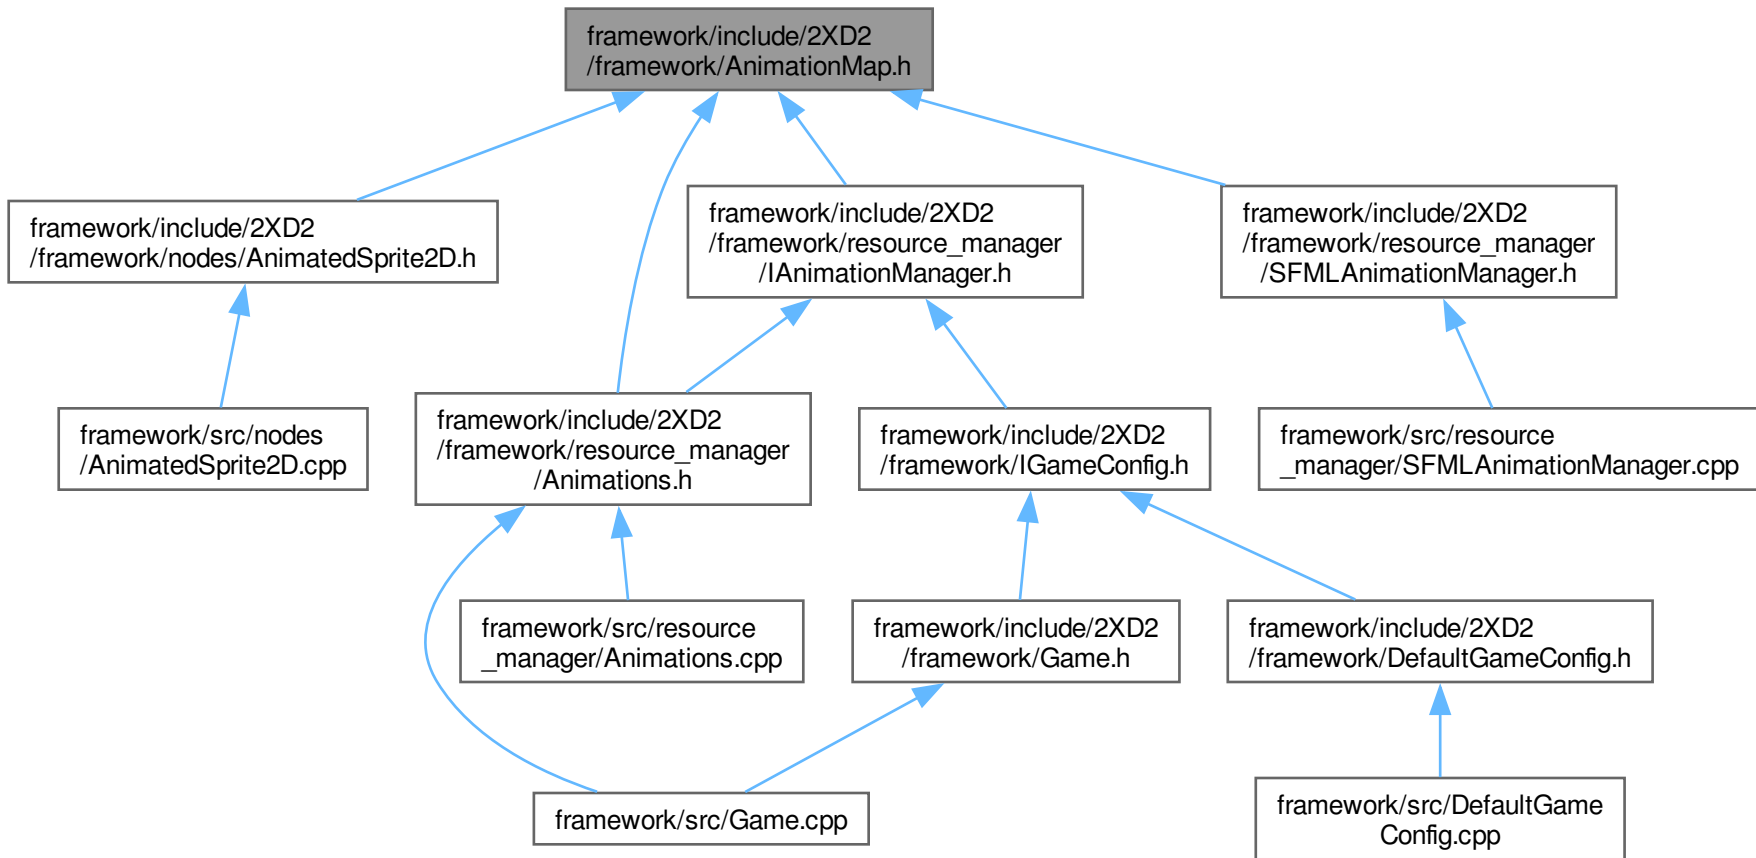 framework/include/2XD2
/framework/AnimationMap.h
framework/include/2XD2
/framework/nodes/AnimatedSprite2D.h
framework/include/2XD2
/framework/resource_manager
/IAnimationManager.h
framework/include/2XD2
/framework/resource_manager
/SFMLAnimationManager.h
framework/src/nodes
/AnimatedSprite2D.cpp
framework/include/2XD2
/framework/resource_manager
/Animations.h
framework/include/2XD2
/framework/IGameConfig.h
framework/src/resource
_manager/SFMLAnimationManager.cpp
framework/src/resource
_manager/Animations.cpp
framework/include/2XD2
/framework/Game.h
framework/include/2XD2
/framework/DefaultGameConfig.h
framework/src/Game.cpp
framework/src/DefaultGame
Config.cpp